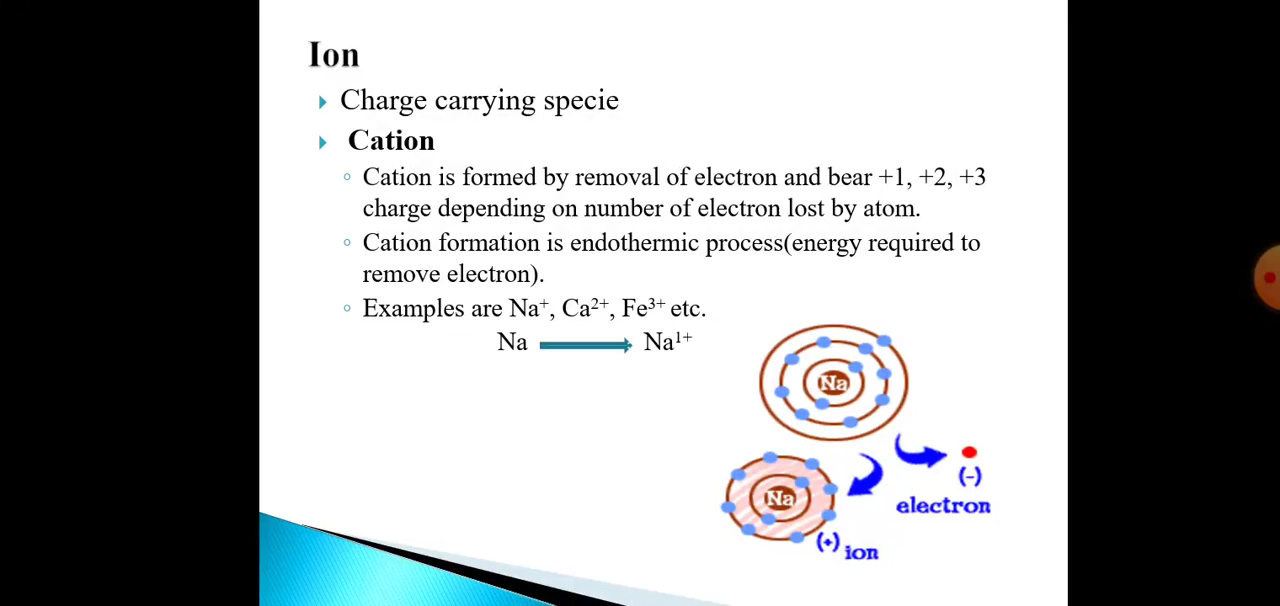 Ion
Charge carrying specie
Cation
Cation is formed by removal of electron and bear +1, +2, +3
charge depending on number of electron lost by atom.
Cation formation is endothermic process(energy required to
remove electron).
Examples are Na⁺, Ca²⁺, Fe³⁺ etc.
Na Na¹⁺
Na
(-)
electron
Na
(+) ion